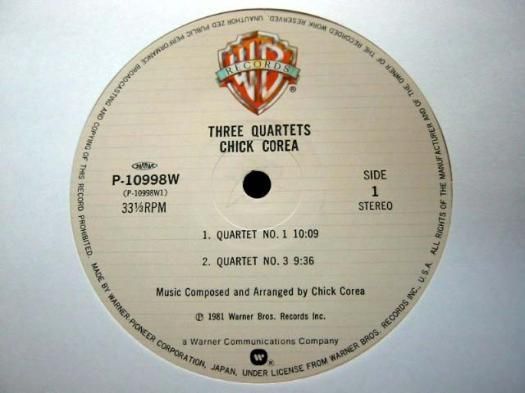 UNAUTHORIZED PUBLIC PERFORMANCE BROADCASTING AND COPYING OF THIS RECORD PROHIBITED. MADE BY WARNER-PIONEER CORPORATION, JAPAN, UNDER LICENSE FROM WARNER BROS. RECORDS INC. U.S.A. ALL RIGHTS OF THE MANUFACTURER AND OF THE OWNER OF THE RECORDED WORK RESERVED.
WB
RECORDS
®
THREE QUARTETS
CHICK COREA
P-10998W
(P-10998W1)
33⅓RPM
SIDE
1
STEREO
1. QUARTET NO. 1 10:09
2. QUARTET NO. 3 9:36
Music Composed and Arranged by Chick Corea
℗ 1981 Warner Bros. Records Inc.
a Warner Communications Company
®